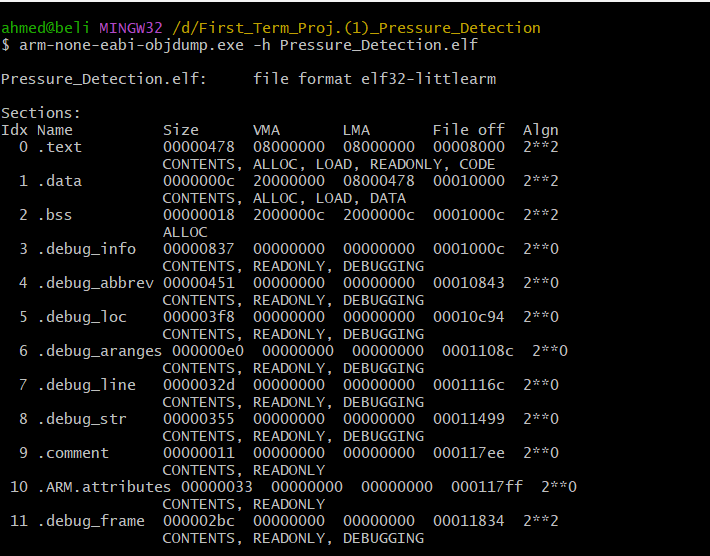 ahmed@beli MINGW32 /d/First_Term_Proj.(1)_Pressure_Detection
$ arm-none-eabi-objdump.exe -h Pressure_Detection.elf
Pressure_Detection.elf:     file format elf32-littlearm
Sections:
Idx Name          Size      VMA       LMA       File off  Algn
  0 .text         00000478  08000000  08000000  00008000  2**2
                  CONTENTS, ALLOC, LOAD, READONLY, CODE
  1 .data         0000000c  20000000  08000478  00010000  2**2
                  CONTENTS, ALLOC, LOAD, DATA
  2 .bss          00000018  2000000c  2000000c  0001000c  2**2
                  ALLOC
  3 .debug_info   00000837  00000000  00000000  0001000c  2**0
                  CONTENTS, READONLY, DEBUGGING
  4 .debug_abbrev 00000451  00000000  00000000  00010843  2**0
                  CONTENTS, READONLY, DEBUGGING
  5 .debug_loc    000003f8  00000000  00000000  00010c94  2**0
                  CONTENTS, READONLY, DEBUGGING
  6 .debug_aranges 000000e0  00000000  00000000  0001108c  2**0
                  CONTENTS, READONLY, DEBUGGING
  7 .debug_line   0000032d  00000000  00000000  0001116c  2**0
                  CONTENTS, READONLY, DEBUGGING
  8 .debug_str    00000355  00000000  00000000  00011499  2**0
                  CONTENTS, READONLY, DEBUGGING
  9 .comment      00000011  00000000  00000000  000117ee  2**0
                  CONTENTS, READONLY
 10 .ARM.attributes 00000033  00000000  00000000  000117ff  2**0
                  CONTENTS, READONLY
 11 .debug_frame  000002bc  00000000  00000000  00011834  2**2
                  CONTENTS, READONLY, DEBUGGING